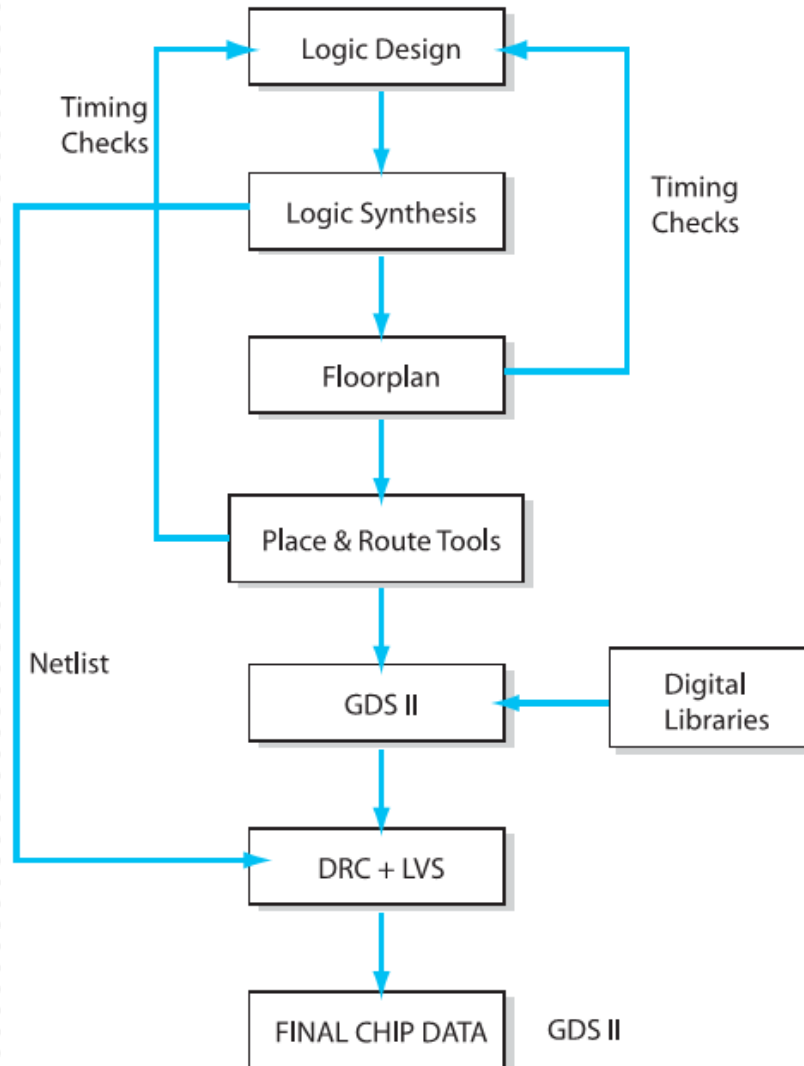 Logic Design
Timing
Checks
Timing
Checks
Logic Synthesis
Floorplan
Place & Route Tools
Netlist
GDS II
Digital
Libraries
DRC + LVS
FINAL CHIP DATA
GDS II